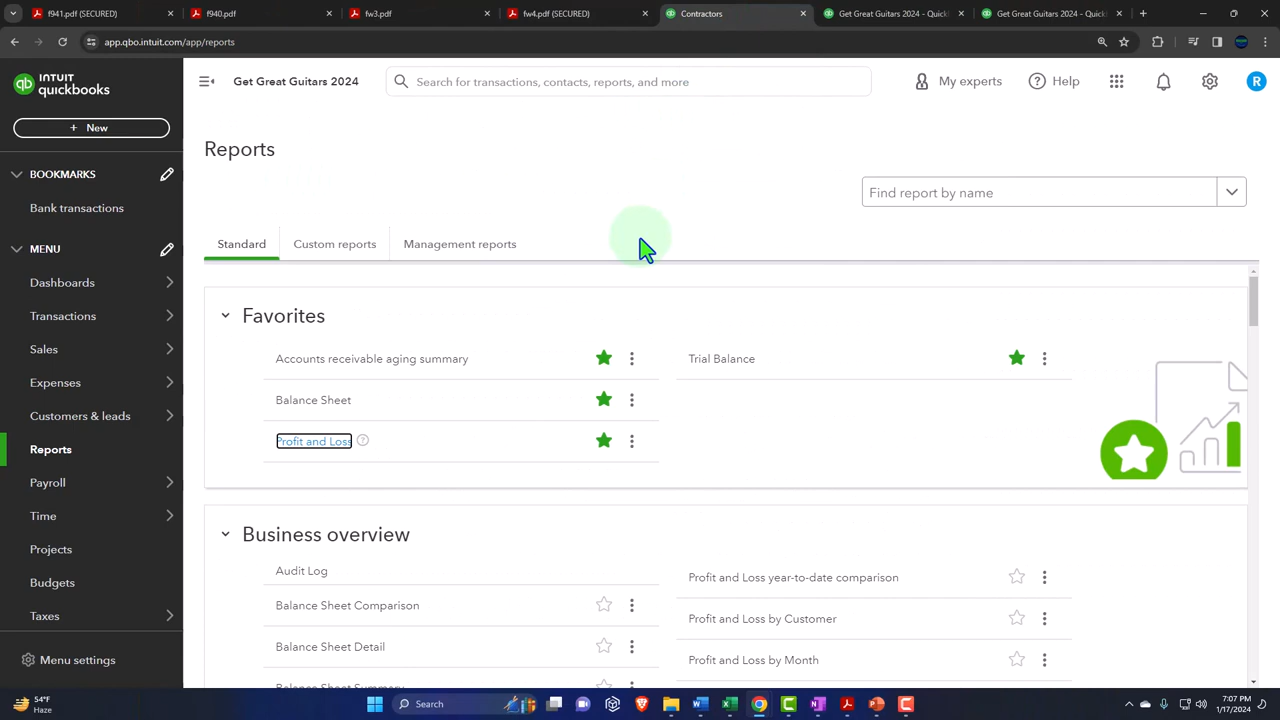 f941 (SECURED)
f940.pdf
fw3.pdf
fw4.pdf (SECURED)
Contractors
Get Great Guitars 2024 – Quick
Get Great Guitars 2024 – Quick
app.qbo.intuit.com/app/reports
INTUIT
quickbooks
+ New
BOOKMARKS
Bank transactions
MENU
Dashboards
Transactions
Sales
Expenses
Customers & leads
Reports
Payroll
Time
Projects
Budgets
Taxes
Menu settings
Get Great Guitars 2024
Search for transactions, contacts, reports, and more
My experts
Help
R
Reports
Find report by name
Standard
Custom reports
Management reports
Favorites
Accounts receivable aging summary
Trial Balance
Balance Sheet
Profit and Loss
Business overview
Audit Log
Profit and Loss year-to-date comparison
Balance Sheet Comparison
Profit and Loss by Customer
Balance Sheet Detail
Profit and Loss by Month
Balance Sheet Summary
54°F
Haze
Search
7:07 PM
1/17/2024